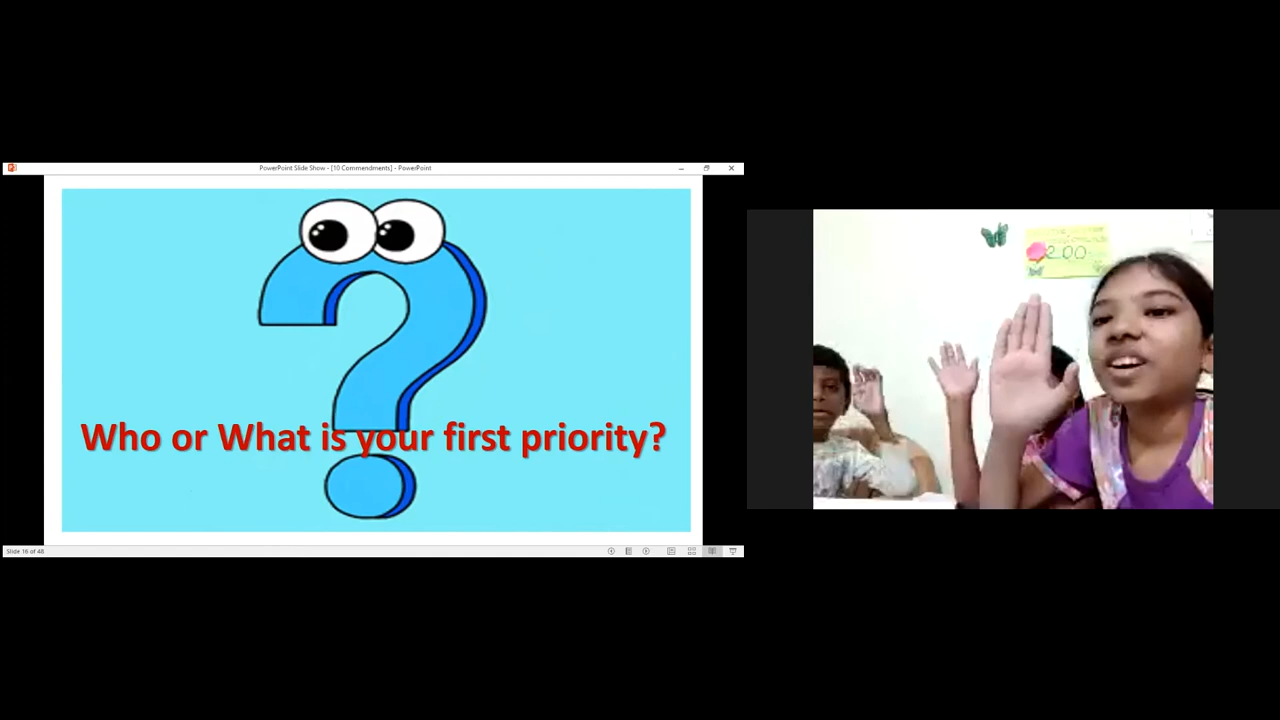 PowerPoint Slide Show - [10 Commendments] - PowerPoint
Who or What is your first priority?
Slide 16 of 48
200